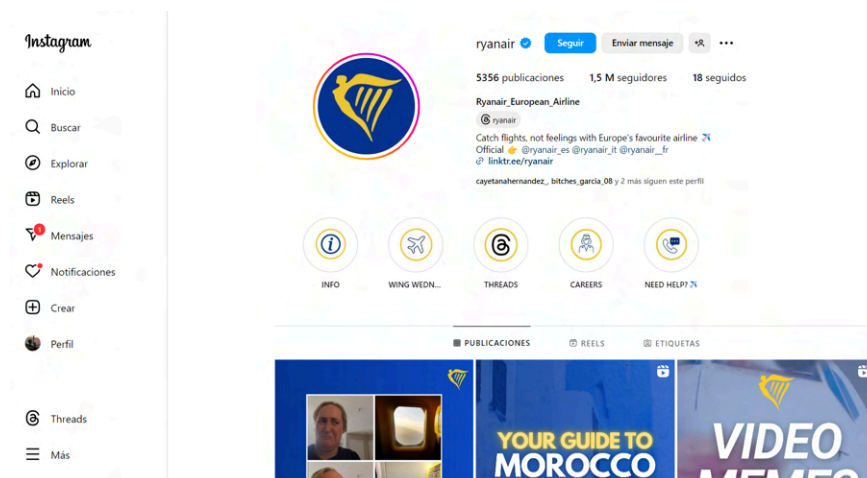 Instagram
Inicio
Buscar
Explorar
Reels
1
Mensajes
Notificaciones
Crear
Perfil
Threads
Más
ryanair Seguir Enviar mensaje
5356 publicaciones 1,5 M seguidores 18 seguidos
Ryanair_European_Airline
ryanair
Catch flights, not feelings with Europe's favourite airline ✈️
Official 👉 @ryanair_es @ryanair_it @ryanair__fr
linktr.ee/ryanair
cayetanahernandez_, bitches_garcia_08 y 2 más siguen este perfil
INFO WING WEDN... THREADS CAREERS NEED HELP? ✈️
PUBLICACIONES REELS ETIQUETAS
YOUR GUIDE TO
MOROCCO
VIDEO
MEMES